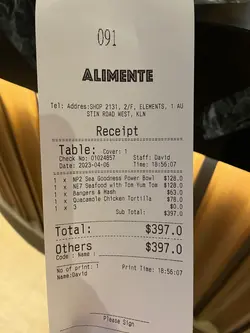 091
ALIMENTE
Tel: Addres:SHOP 2131, 2/F, ELEMENTS, 1 AU
STIN ROAD WEST, KLN
Receipt
Table: Cover: 1
Check No: 01024857 Staff: David
Date: 2023-04-06 Time: 18:56:07
1 x NP2 Sea Goodness Power Bowl $128.0
1 x NE7 Seafood with Tom Yum Tom $128.0
1 x Bangers & Mash $63.0
1 x Guacamole Chicken Tortilla $78.0
1 x 3 $0.0
Sub Total: $397.0
Total: $397.0
Others $397.0
Code : Name :
No of print: 1 Print Time: 18:56:07
Name:David
Please Sign